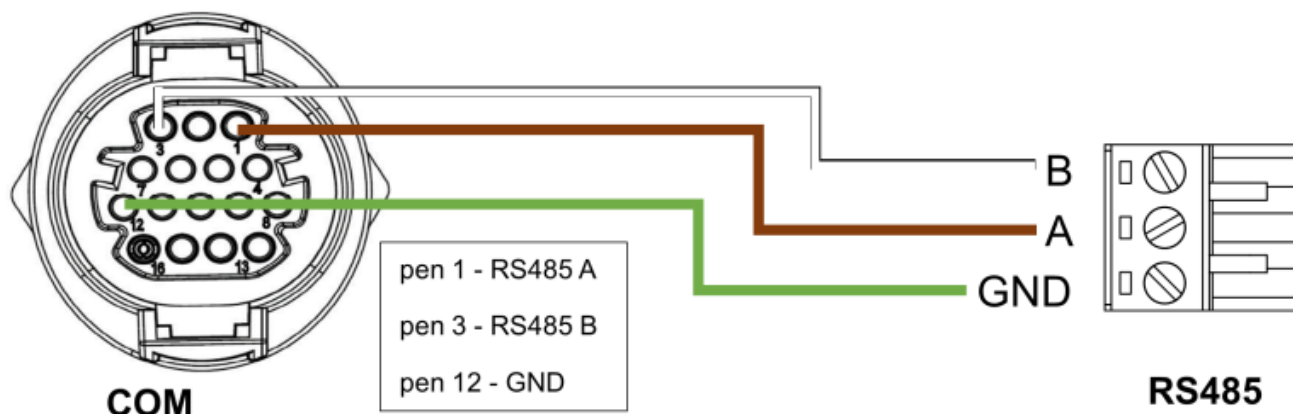 3
1
7
4
12
8
16
13
B
A
GND
pen 1 - RS485 A
pen 3 - RS485 B
pen 12 - GND
COM
RS485